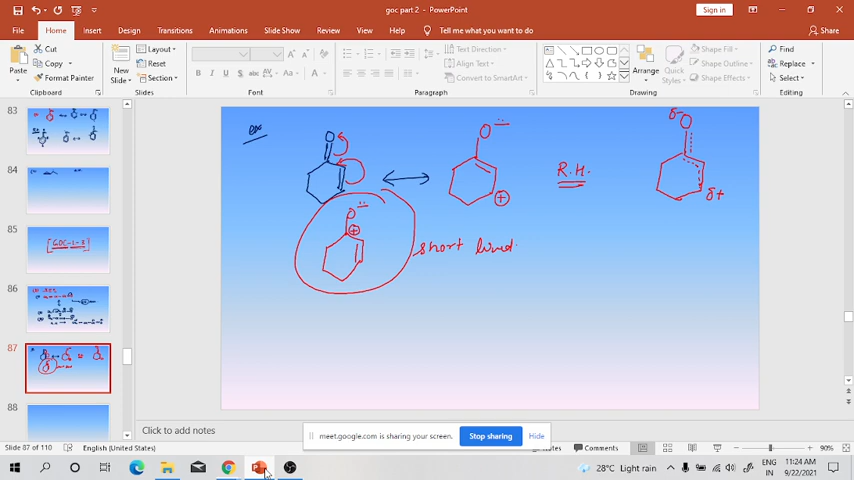 goc part 2 - PowerPoint
Sign in
File Home Insert Design Transitions Animations Slide Show Review View Help Tell me what you want to do Share
Paste
Cut
Copy
Format Painter
Clipboard
New Slide
Layout
Reset
Section
Slides
B I U S abc AV Aa A
Font
Paragraph
Text Direction
Align Text
Convert to SmartArt
Drawing
Arrange
Quick Styles
Shape Fill
Shape Outline
Shape Effects
Find
Replace
Select
Editing
83
84
85
86
87
88
ex
O
O
R.H.
δ-
O
δ+
O
short lived.
Click to add notes
meet.google.com is sharing your screen. Stop sharing Hide
Slide 87 of 110 English (United States) Notes Comments 90%
28°C Light rain
ENG
IN
11:24 AM
9/22/2021